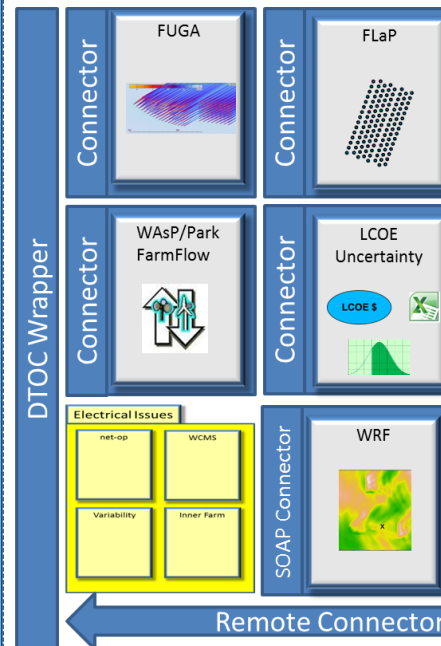 DTOC Wrapper
Connector
FUGA
Connector
FLaP
Connector
WAsP/Park
FarmFlow
Connector
LCOE
Uncertainty
LCOE $
Electrical Issues
net-op
WCMS
Variability
Inner Farm
SOAP Connector
WRF
x
Remote Connector